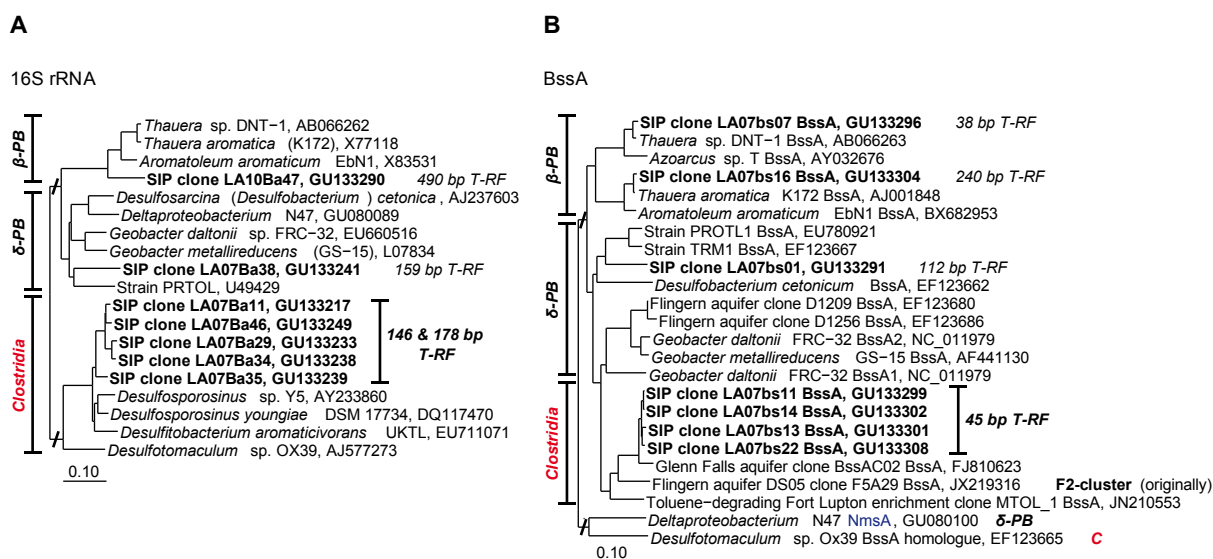 A
16S rRNA
β-PB
δ-PB
Clostridia
Thauera sp. DNT−1, AB066262
Thauera aromatica (K172), X77118
Aromatoleum aromaticum EbN1, X83531
SIP clone LA10Ba47, GU133290 490 bp T-RF
Desulfosarcina (Desulfobacterium ) cetonica , AJ237603
Deltaproteobacterium N47, GU080089
Geobacter daltonii sp. FRC−32, EU660516
Geobacter metallireducens (GS−15), L07834
SIP clone LA07Ba38, GU133241 159 bp T-RF
Strain PRTOL, U49429
SIP clone LA07Ba11, GU133217
SIP clone LA07Ba46, GU133249
SIP clone LA07Ba29, GU133233
SIP clone LA07Ba34, GU133238
SIP clone LA07Ba35, GU133239
146 & 178 bp
T-RF
Desulfosporosinus sp. Y5, AY233860
Desulfosporosinus youngiae DSM 17734, DQ117470
Desulfitobacterium aromaticivorans UKTL, EU711071
Desulfotomaculum sp. OX39, AJ577273
0.10
B
BssA
β-PB
δ-PB
Clostridia
SIP clone LA07bs07 BssA, GU133296 38 bp T-RF
Thauera sp. DNT−1 BssA, AB066263
Azoarcus sp. T BssA, AY032676
SIP clone LA07bs16 BssA, GU133304 240 bp T-RF
Thauera aromatica K172 BssA, AJ001848
Aromatoleum aromaticum EbN1 BssA, BX682953
Strain PROTL1 BssA, EU780921
Strain TRM1 BssA, EF123667
SIP clone LA07bs01, GU133291 112 bp T-RF
Desulfobacterium cetonicum BssA, EF123662
Flingern aquifer clone D1209 BssA, EF123680
Flingern aquifer clone D1256 BssA, EF123686
Geobacter daltonii FRC−32 BssA2, NC_011979
Geobacter metallireducens GS−15 BssA, AF441130
Geobacter daltonii FRC−32 BssA1, NC_011979
SIP clone LA07bs11 BssA, GU133299
SIP clone LA07bs14 BssA, GU133302
SIP clone LA07bs13 BssA, GU133301
SIP clone LA07bs22 BssA, GU133308
45 bp T-RF
Glenn Falls aquifer clone BssAC02 BssA, FJ810623
Flingern aquifer DS05 clone F5A29 BssA, JX219316 F2-cluster (originally)
Toluene−degrading Fort Lupton enrichment clone MTOL_1 BssA, JN210553
Deltaproteobacterium N47 NmsA, GU080100 δ-PB
Desulfotomaculum sp. Ox39 BssA homologue, EF123665 C
0.10